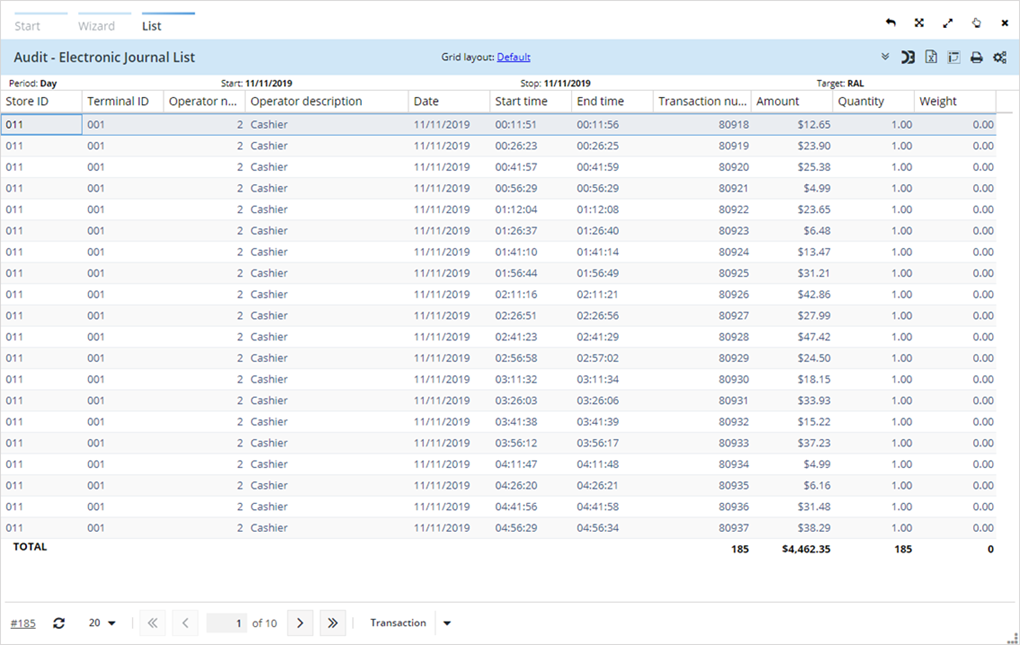 Start Wizard List
Audit - Electronic Journal List Grid layout: Default
Period: Day Start: 11/11/2019 Stop: 11/11/2019 Target: RAL
Store ID Terminal ID Operator n... Operator description Date Start time End time Transaction nu... Amount Quantity Weight
011 001 2 Cashier 11/11/2019 00:11:51 00:11:56 80918 $12.65 1.00 0.00
011 001 2 Cashier 11/11/2019 00:26:23 00:26:25 80919 $23.90 1.00 0.00
011 001 2 Cashier 11/11/2019 00:41:57 00:41:59 80920 $25.38 1.00 0.00
011 001 2 Cashier 11/11/2019 00:56:29 00:56:29 80921 $4.99 1.00 0.00
011 001 2 Cashier 11/11/2019 01:12:04 01:12:08 80922 $23.65 1.00 0.00
011 001 2 Cashier 11/11/2019 01:26:37 01:26:40 80923 $6.48 1.00 0.00
011 001 2 Cashier 11/11/2019 01:41:10 01:41:14 80924 $13.47 1.00 0.00
011 001 2 Cashier 11/11/2019 01:56:44 01:56:49 80925 $31.21 1.00 0.00
011 001 2 Cashier 11/11/2019 02:11:16 02:11:21 80926 $42.86 1.00 0.00
011 001 2 Cashier 11/11/2019 02:26:51 02:26:56 80927 $27.99 1.00 0.00
011 001 2 Cashier 11/11/2019 02:41:23 02:41:29 80928 $47.42 1.00 0.00
011 001 2 Cashier 11/11/2019 02:56:58 02:57:02 80929 $24.50 1.00 0.00
011 001 2 Cashier 11/11/2019 03:11:32 03:11:34 80930 $18.15 1.00 0.00
011 001 2 Cashier 11/11/2019 03:26:03 03:26:06 80931 $33.93 1.00 0.00
011 001 2 Cashier 11/11/2019 03:41:38 03:41:39 80932 $15.22 1.00 0.00
011 001 2 Cashier 11/11/2019 03:56:12 03:56:17 80933 $37.23 1.00 0.00
011 001 2 Cashier 11/11/2019 04:11:47 04:11:48 80934 $4.99 1.00 0.00
011 001 2 Cashier 11/11/2019 04:26:20 04:26:21 80935 $6.16 1.00 0.00
011 001 2 Cashier 11/11/2019 04:41:56 04:41:58 80936 $31.48 1.00 0.00
011 001 2 Cashier 11/11/2019 04:56:29 04:56:34 80937 $38.29 1.00 0.00
TOTAL 185 $4,462.35 185 0
#185 20 1 of 10 Transaction